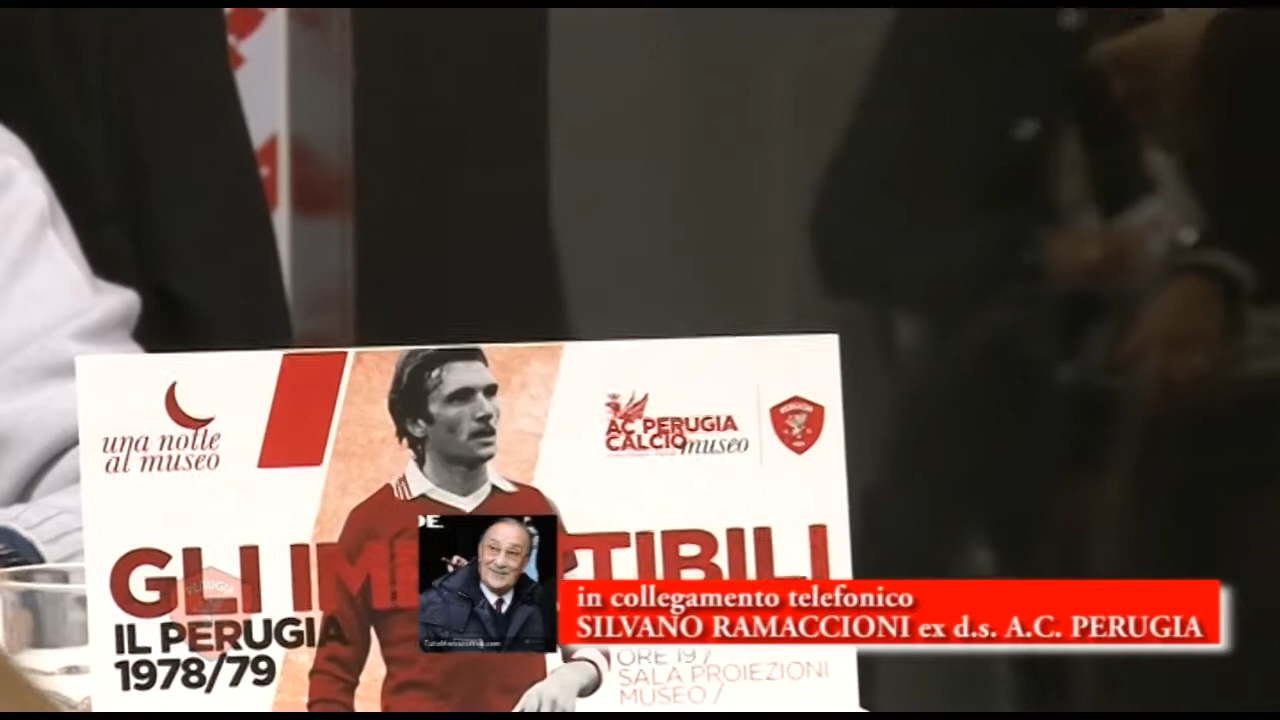 una notte
al museo
AC PERUGIA
CALCIO
museo
PERUGIA
GLI IM
TIBILI
IL PERUGIA
1978/79
in collegamento telefonico
SILVANO RAMACCIONI ex d.s. A.C. PERUGIA
ORE 19 /
SALA PROIEZIONI
MUSEO /